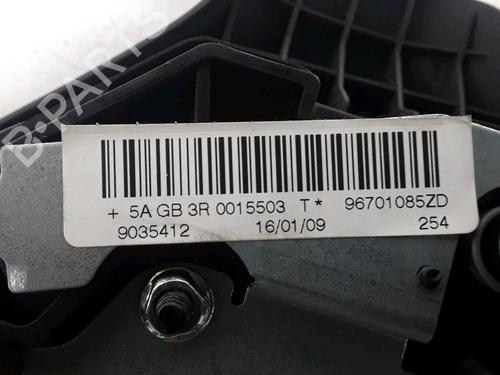 B-PARTS
+ 5A GB 3R 0015503 T* 96701085ZD
9035412 16/01/09 254